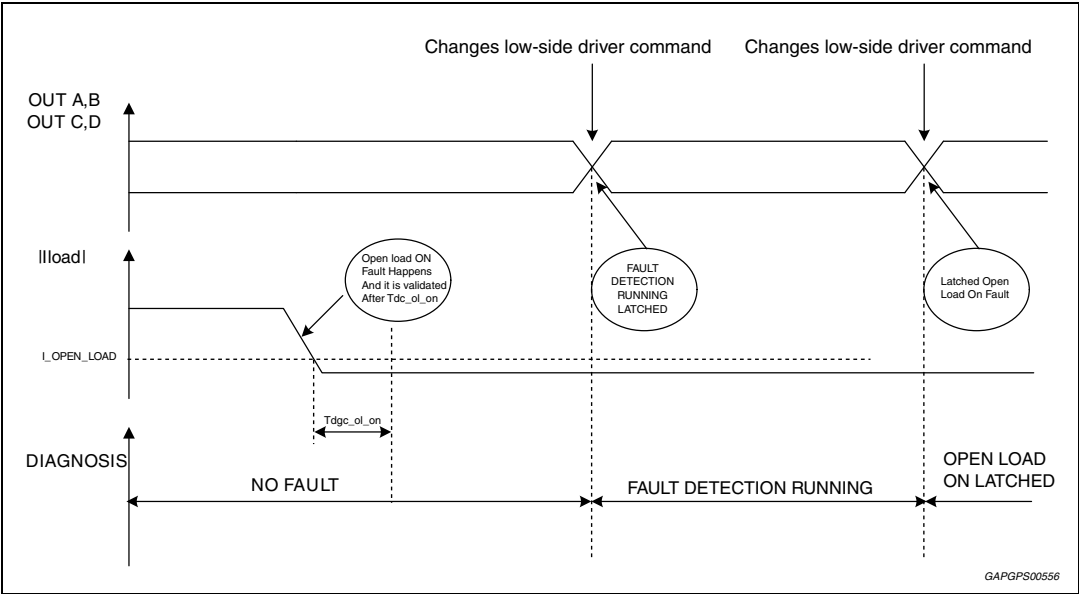 Changes low-side driver command
Changes low-side driver command
OUT A,B
OUT C,D
|Iload|
Open load ON
Fault Happens
And it is validated
After Tdc_ol_on
FAULT
DETECTION
RUNNING
LATCHED
Latched Open
Load On Fault
I_OPEN_LOAD
Tdgc_ol_on
DIAGNOSIS
NO FAULT
FAULT DETECTION RUNNING
OPEN LOAD
ON LATCHED
GAPGPS00556